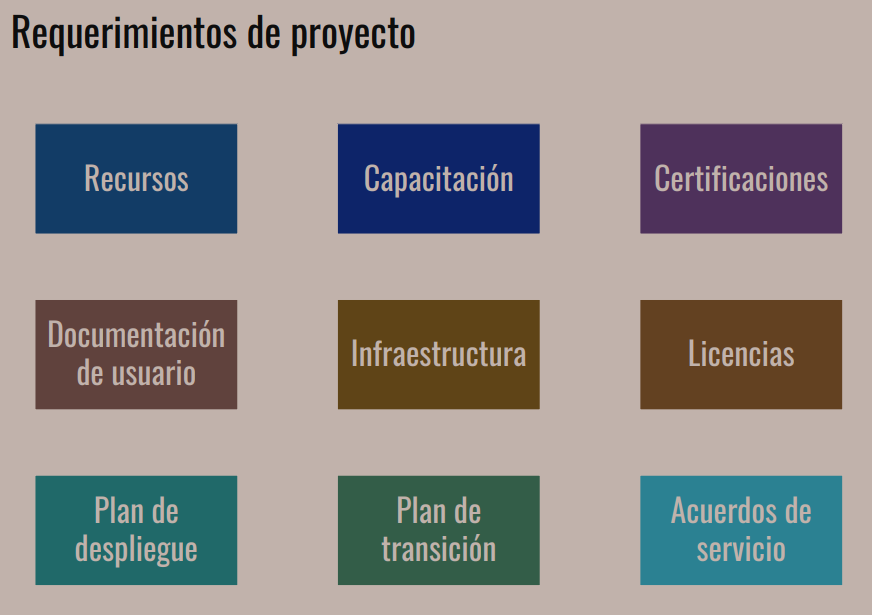 Requerimientos de proyecto
Recursos
Capacitación
Certificaciones
Documentación
de usuario
Infraestructura
Licencias
Plan de
despliegue
Plan de
transición
Acuerdos de
servicio